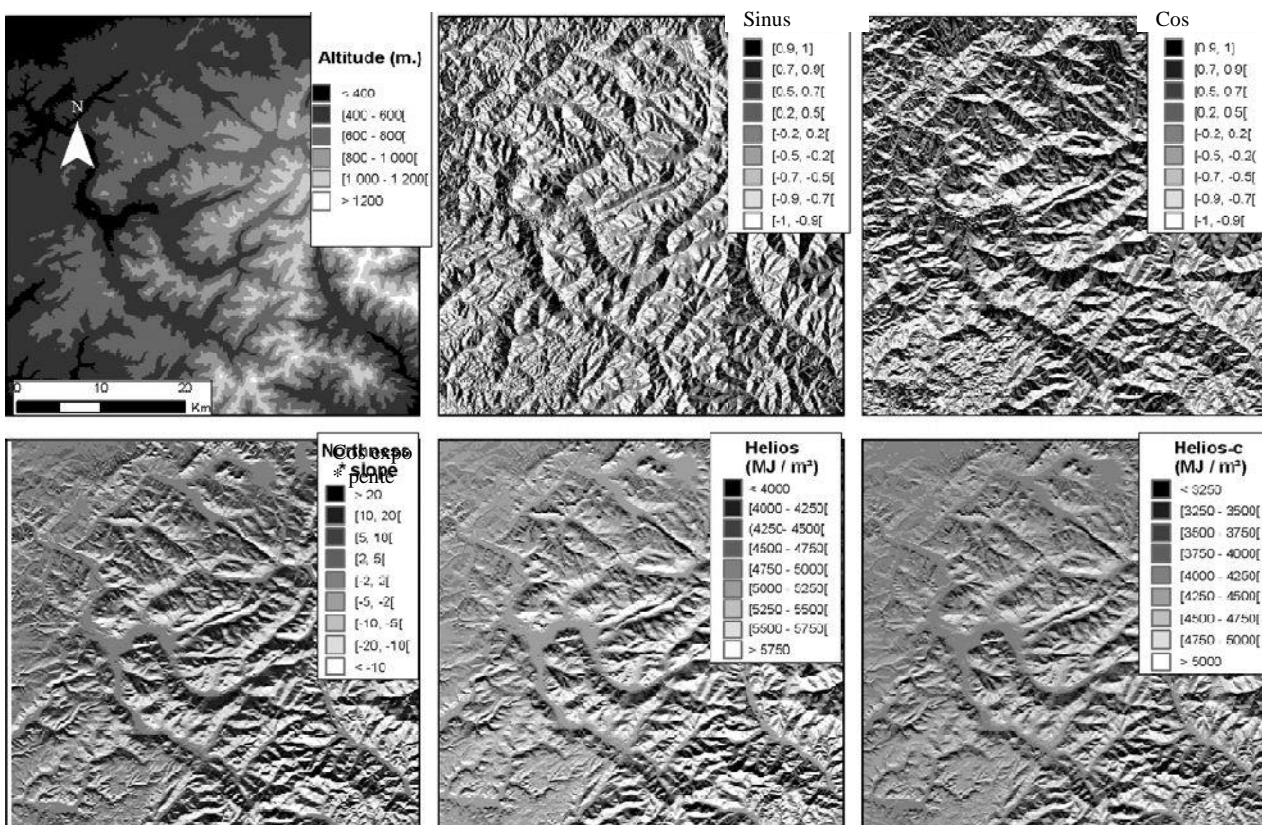 Altitude (m.)
< 400
[400 - 600[
[600 - 800[
[800 - 1 000[
[1 000 - 1 200[
> 1200
N
0 10 20
Km
Sinus
[0.9, 1]
[0.7, 0.9[
[0.5, 0.7[
[0.2, 0.5[
[-0.2, 0.2[
[-0.5, -0.2[
[-0.7, -0.5[
[-0.9, -0.7[
[-1, -0.9[
Cos
[0.9, 1]
[0.7, 0.9[
[0.5, 0.7[
[0.2, 0.5[
[-0.2, 0.2[
[-0.5, -0.2(
[-0.7, -0.5[
[-0.9, -0.7[
[-1, -0.9[
Northness
* slope
Cos expo
* pente
> 20
[10, 20[
[5, 10[
[2, 5[
[-2, 2[
[-5, -2[
[-10, -5[
[-20, -10[
< -10
Helios
(MJ / m²)
< 4000
[4000 - 4250[
(4250- 4500[
[4500 - 4750[
[4750 - 5000[
[5000 - 5250[
[5250 - 5500[
[5500 - 5750[
> 5750
Helios-c
(MJ / m²)
< 3250
[3250 - 3500[
[3500 - 3750[
[3750 - 4000[
[4000 - 4250[
[4250 - 4500[
[4500 - 4750[
[4750 - 5000[
> 5000